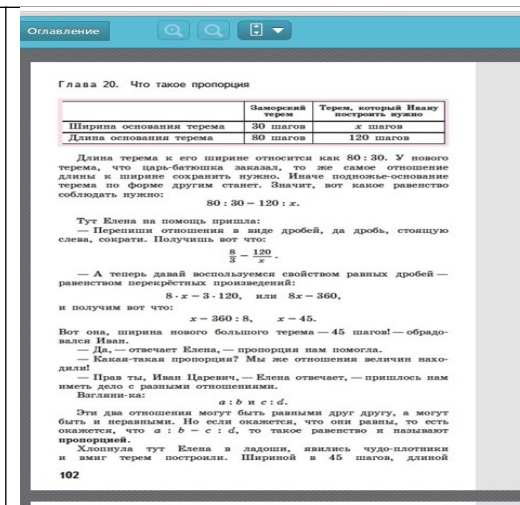 Оглавление
Глава 20. Что такое пропорция
Заморский терем
Терем, который Ивану построить нужно
Ширина основания терема 30 шагов x шагов
Длина основания терема 80 шагов 120 шагов
Длина терема к его ширине относится как 80 : 30. У нового
терема, что царь-батюшка заказал, то же самое отношение
длины к ширине сохранить нужно. Иначе подножье-основание
терема по форме другим станет. Значит, вот какое равенство
соблюдать нужно:
80 : 30 = 120 : x.
Тут Елена на помощь пришла:
— Перепиши отношения в виде дробей, да дробь, стоящую
слева, сократи. Получишь вот что:
8/3 = 120/x.
— А теперь давай воспользуемся свойством равных дробей —
равенством перекрёстных произведений:
8 · x = 3 · 120, или 8x = 360,
и получим вот что:
x = 360 : 8, x = 45.
Вот она, ширина нового большого терема — 45 шагов! — обрадо-
вался Иван.
— Да, — отвечает Елена, — пропорция нам помогла.
— Какая-такая пропорция? Мы же отношения величин нахо-
дили!
— Прав ты, Иван Царевич, — Елена отвечает, — пришлось нам
иметь дело с разными отношениями.
Взгляни-ка:
a : b и c : d.
Эти два отношения могут быть равными друг другу, а могут
быть и неравными. Но если окажется, что они равны, то есть
окажется, что a : b = c : d, то такое равенство и называют
пропорцией.
Хлопнула тут Елена в ладоши, явились чудо-плотники
и вмиг терем построили. Шириной в 45 шагов, длиной
102